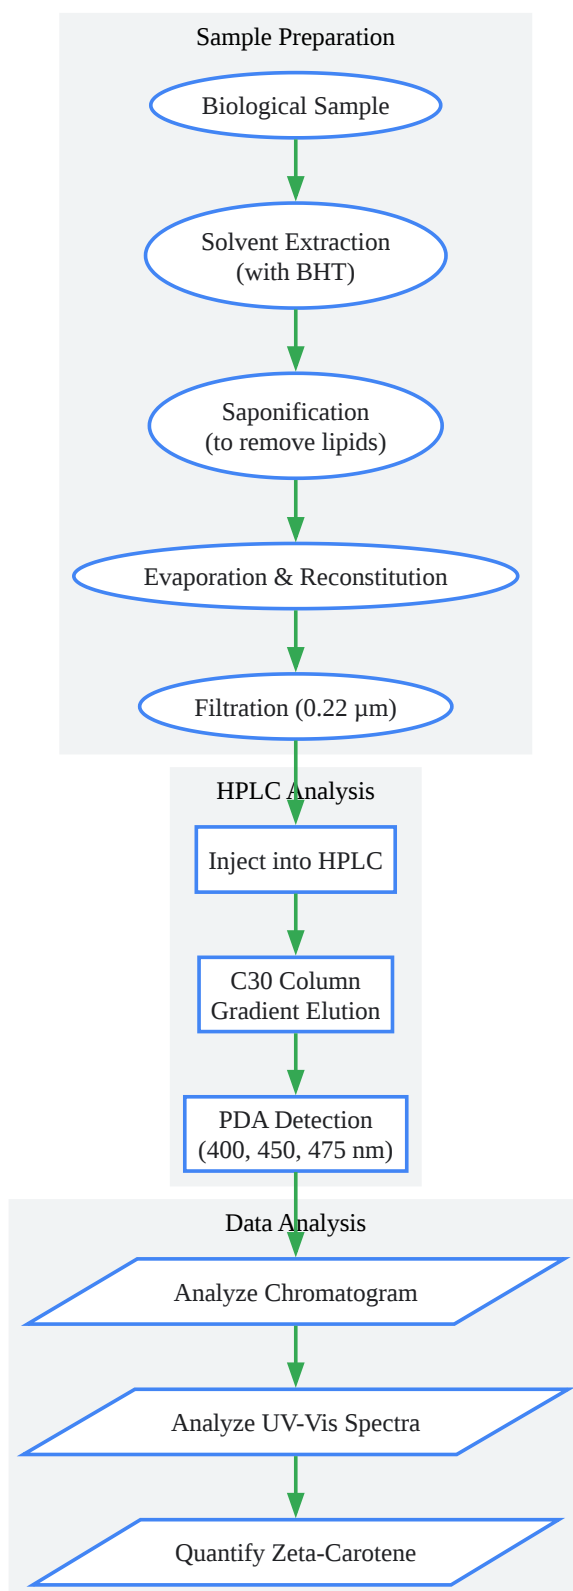 Sample Preparation
Biological Sample
Solvent Extraction
(with BHT)
Saponification
(to remove lipids)
Evaporation & Reconstitution
Filtration (0.22 µm)
HPLC Analysis
Inject into HPLC
C30 Column
Gradient Elution
PDA Detection
(400, 450, 475 nm)
Data Analysis
Analyze Chromatogram
Analyze UV-Vis Spectra
Quantify Zeta-Carotene